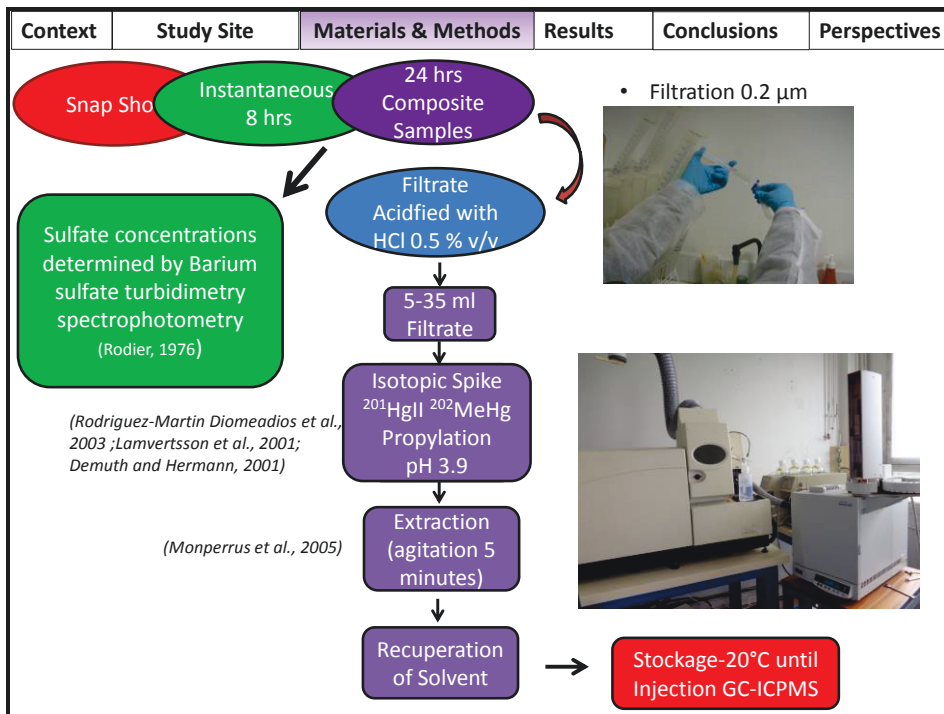 Context
Study Site
Materials & Methods
Results
Conclusions
Perspectives
Snap Sho
Instantaneous
8 hrs
24 hrs
Composite
Samples
• Filtration 0.2 µm
Filtrate
Acidfied with
HCl 0.5 % v/v
Sulfate concentrations
determined by Barium
sulfate turbidimetry
spectrophotometry
(Rodier, 1976)
5-35 ml
Filtrate
Isotopic Spike
²⁰¹HgII ²⁰²MeHg
Propylation
pH 3.9
(Rodriguez-Martin Diomeadios et al.,
2003 ;Lamvertsson et al., 2001;
Demuth and Hermann, 2001)
Extraction
(agitation 5
minutes)
(Monperrus et al., 2005)
Recuperation
of Solvent
Stockage-20°C until
Injection GC-ICPMS